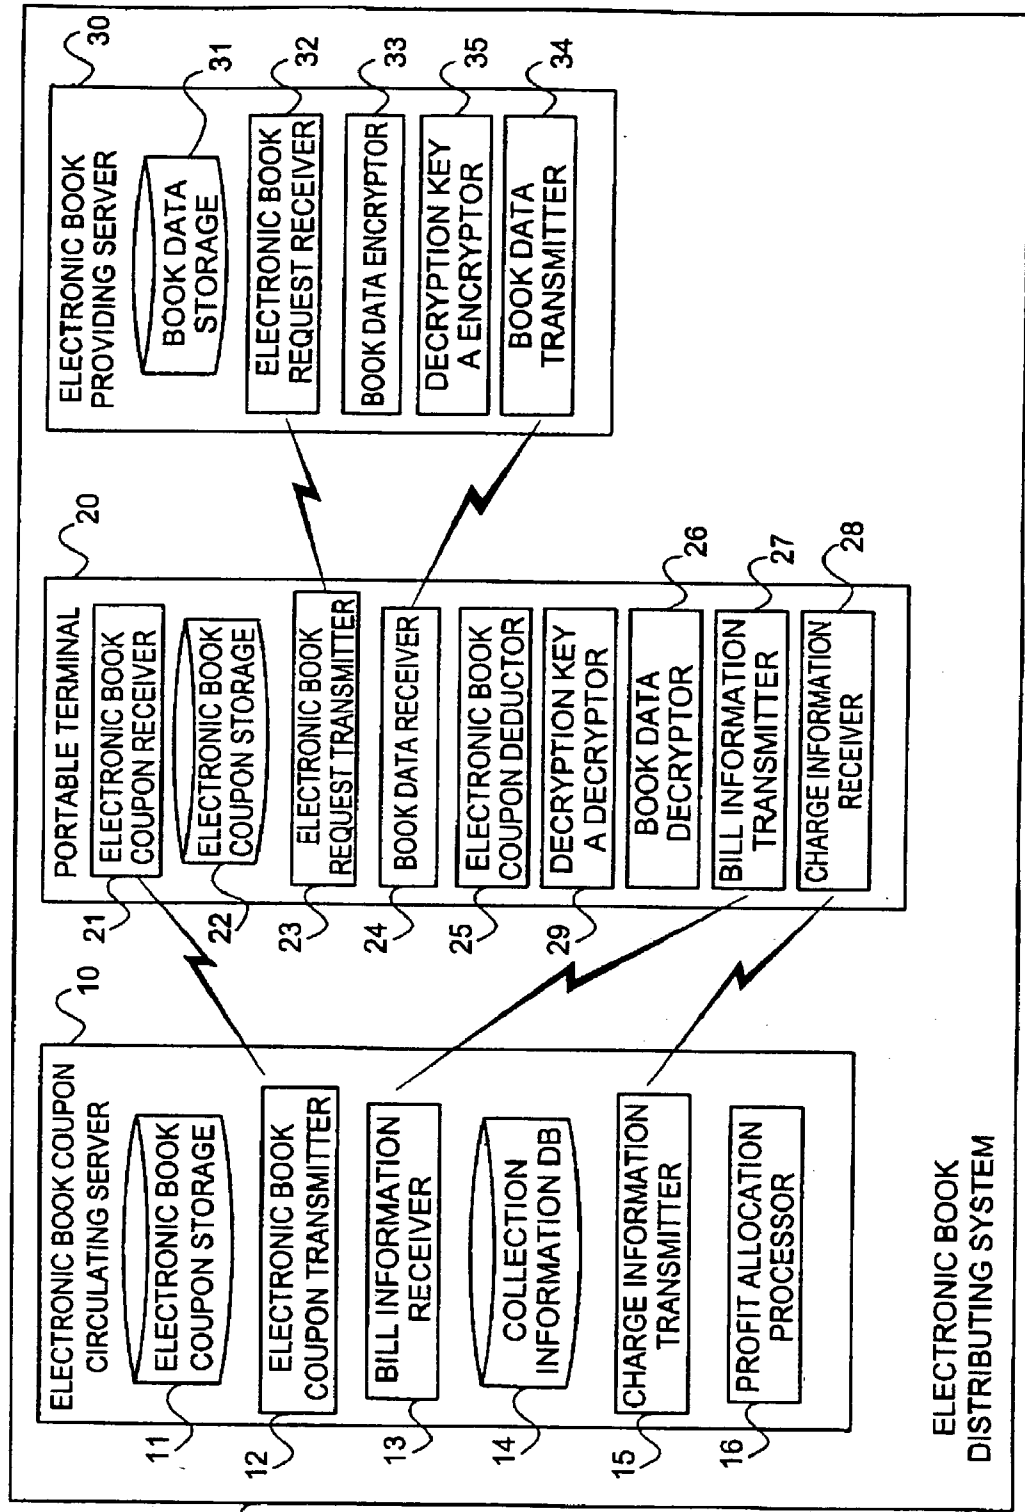 ELECTRONIC BOOK COUPON
CIRCULATING SERVER
10
ELECTRONIC BOOK
COUPON STORAGE
11
ELECTRONIC BOOK
COUPON TRANSMITTER
12
BILL INFORMATION
RECEIVER
13
COLLECTION
INFORMATION DB
14
CHARGE INFORMATION
TRANSMITTER
15
PROFIT ALLOCATION
PROCESSOR
16
PORTABLE TERMINAL
20
ELECTRONIC BOOK
COUPON RECEIVER
21
ELECTRONIC BOOK
COUPON STORAGE
22
ELECTRONIC BOOK
REQUEST TRANSMITTER
23
BOOK DATA RECEIVER
24
ELECTRONIC BOOK
COUPON DEDUCTOR
25
DECRYPTION KEY
A DECRYPTOR
29
BOOK DATA
DECRYPTOR
26
BILL INFORMATION
TRANSMITTER
27
CHARGE INFORMATION
RECEIVER
28
ELECTRONIC BOOK
PROVIDING SERVER
30
BOOK DATA
STORAGE
31
ELECTRONIC BOOK
REQUEST RECEIVER
32
BOOK DATA ENCRYPTOR
33
DECRYPTION KEY
A ENCRYPTOR
35
BOOK DATA
TRANSMITTER
34
ELECTRONIC BOOK
DISTRIBUTING SYSTEM